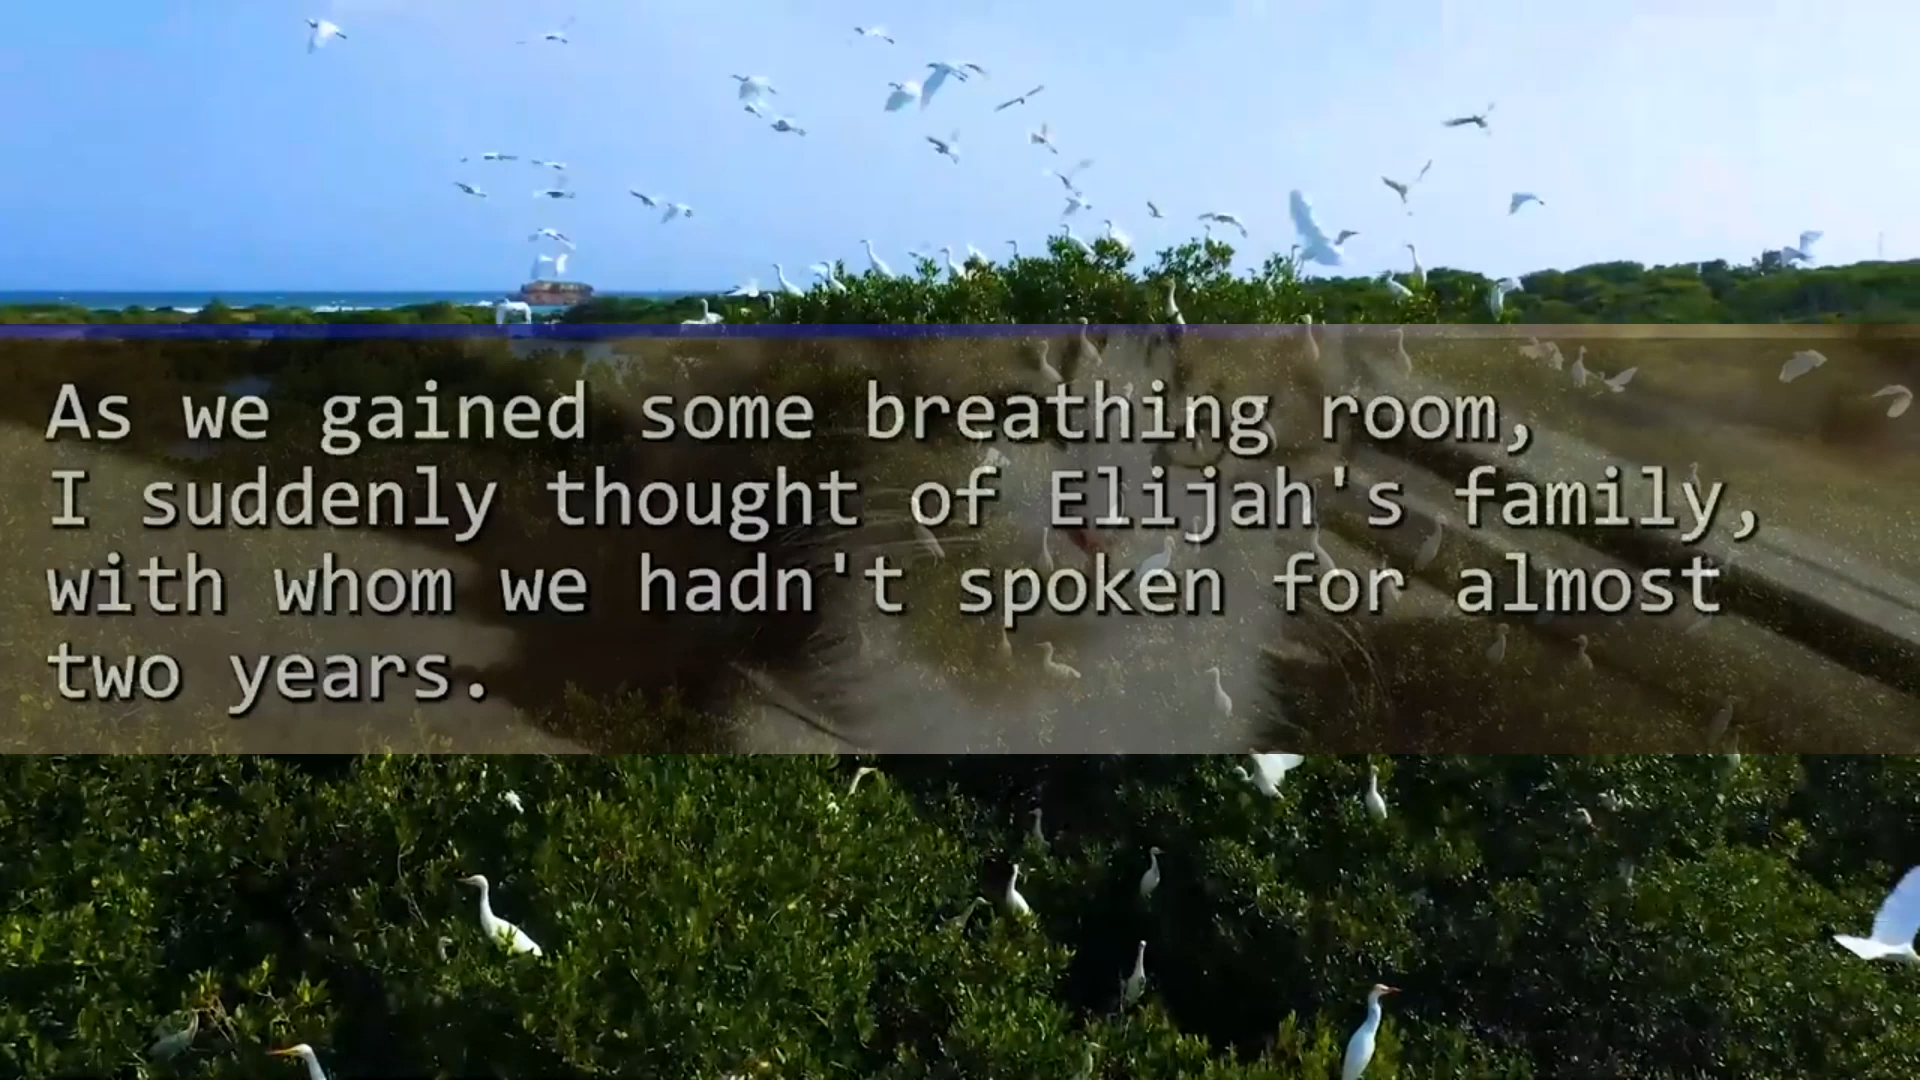 As we gained some breathing room,
I suddenly thought of Elijah's family,
with whom we hadn't spoken for almost
two years.